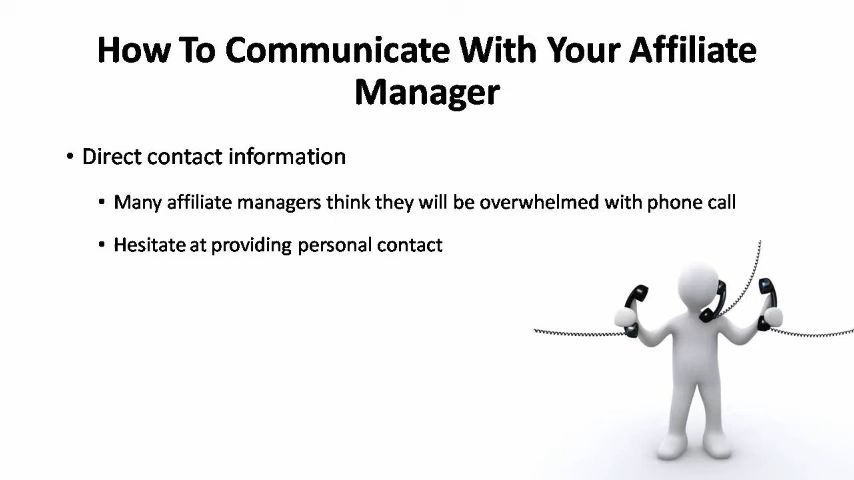 How To Communicate With Your Affiliate
Manager
• Direct contact information
▪ Many affiliate managers think they will be overwhelmed with phone call
▪ Hesitate at providing personal contact